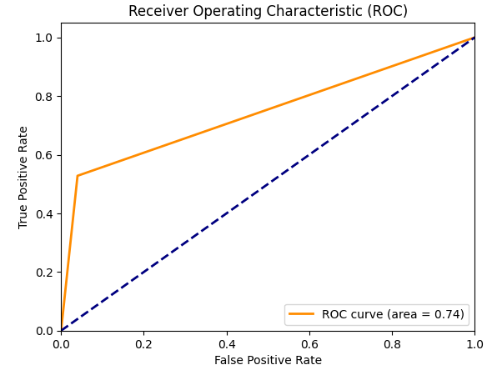 Receiver Operating Characteristic (ROC)
1.0
0.8
0.6
0.4
0.2
0.0
True Positive Rate
ROC curve (area = 0.74)
0.0 0.2 0.4 0.6 0.8 1.0
False Positive Rate